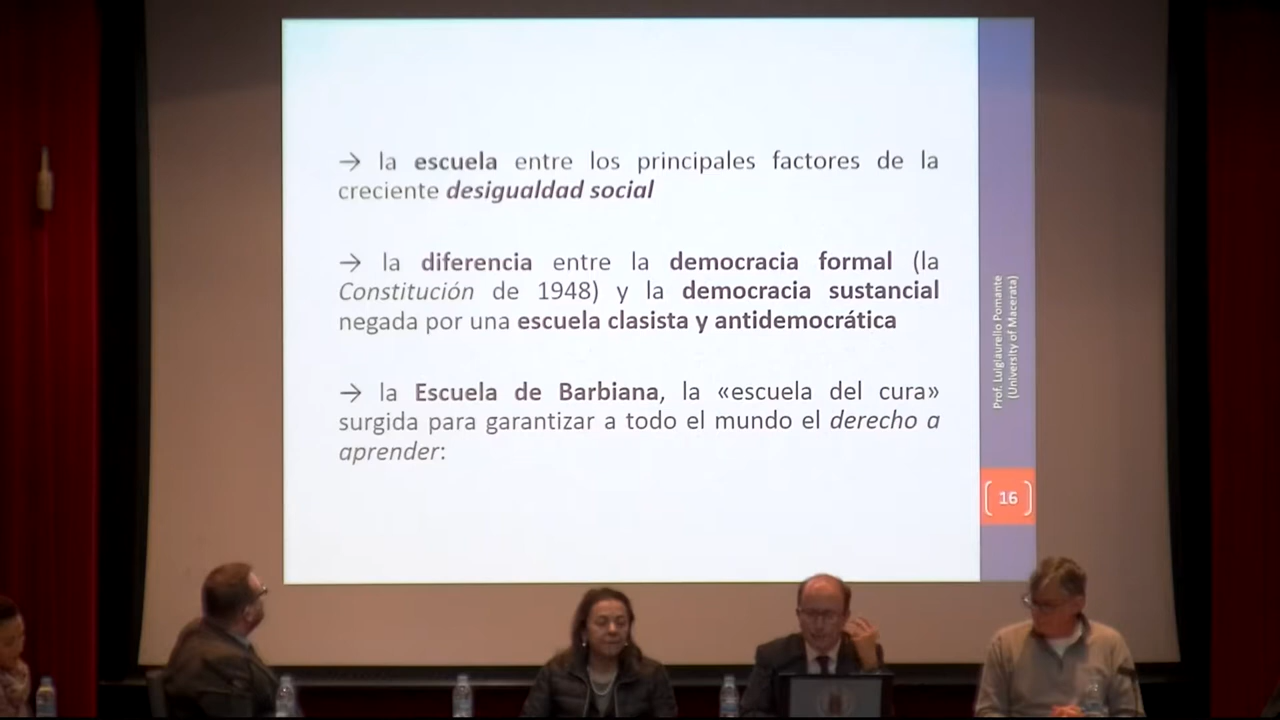 → la escuela entre los principales factores de la
creciente desigualdad social
→ la diferencia entre la democracia formal (la
Constitución de 1948) y la democracia sustancial
negada por una escuela clasista y antidemocrática
→ la Escuela de Barbiana, la «escuela del cura»
surgida para garantizar a todo el mundo el derecho a
aprender:
Prof. Luigiaurelio Pomante
(University of Macerata)
16